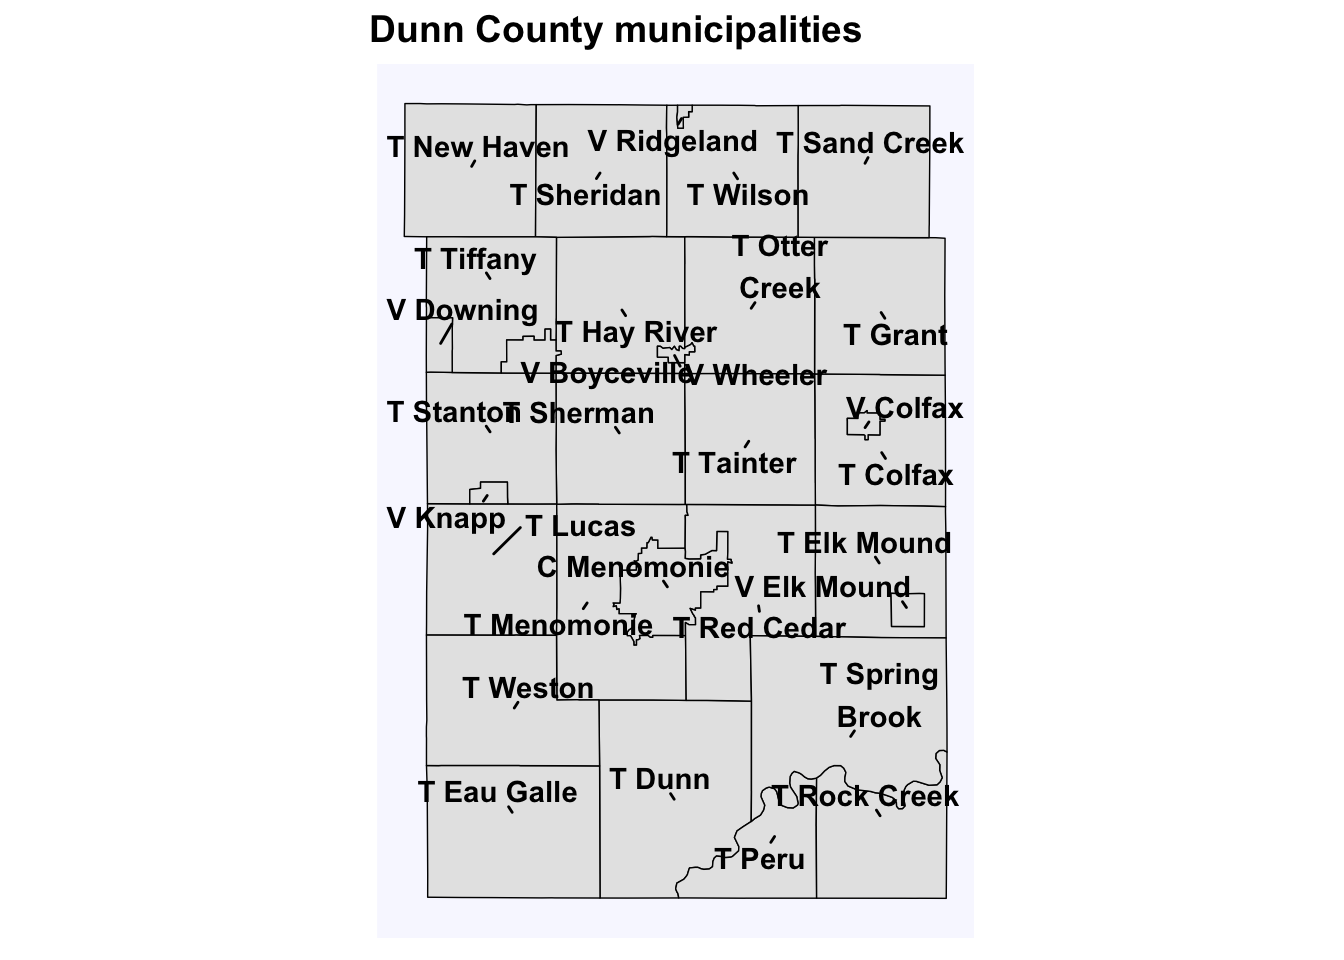 Dunn County municipalities
T New Haven
V Ridgeland
T Sand Creek
T Sheridan
T Wilson
T Otter
Creek
T Tiffany
V Downing
T Hay River
T Grant
V Boyceville
V Wheeler
T Stanton
T Sherman
V Colfax
T Tainter
T Colfax
V Knapp
T Lucas
T Elk Mound
C Menomonie
V Elk Mound
T Menomonie
T Red Cedar
T Spring
Brook
T Weston
T Dunn
T Eau Galle
T Rock Creek
T Peru